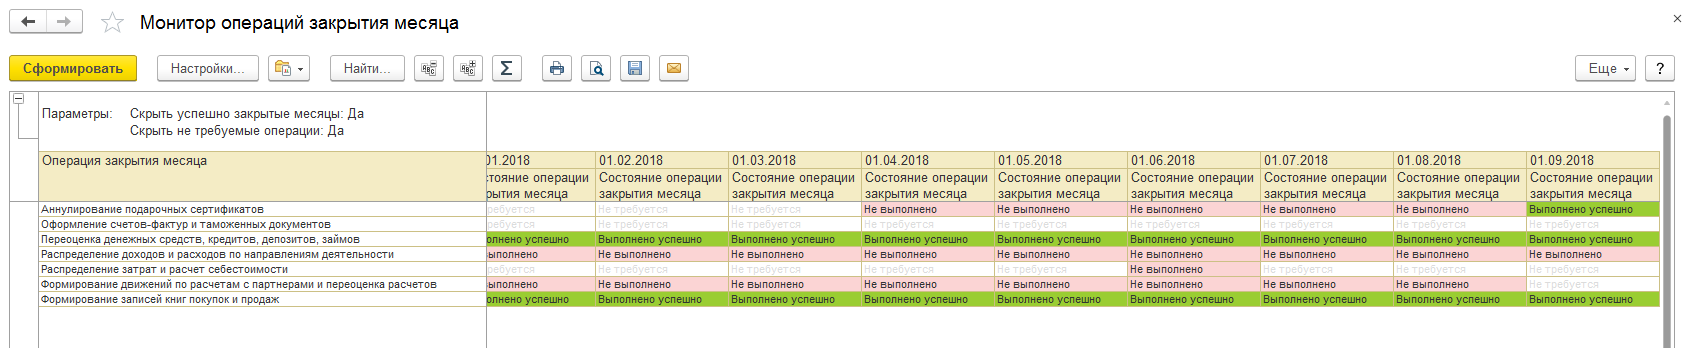 Монитор операций закрытия месяца
Сформировать Настройки... Найти... Σ Еще ?
Параметры: Скрыть успешно закрытые месяцы: Да
Скрыть не требуемые операции: Да
Операция закрытия месяца 01.2018 01.02.2018 01.03.2018 01.04.2018 01.05.2018 01.06.2018 01.07.2018 01.08.2018 01.09.2018
стояние операции Состояние операции Состояние операции Состояние операции Состояние операции Состояние операции Состояние операции Состояние операции Состояние операции
рытия месяца закрытия месяца закрытия месяца закрытия месяца закрытия месяца закрытия месяца закрытия месяца закрытия месяца закрытия месяца
Аннулирование подарочных сертификатов ребуется Не требуется Не требуется Не выполнено Не выполнено Не выполнено Не выполнено Не выполнено Выполнено успешно
Оформление счетов-фактур и таможенных документов ребуется Не требуется Не требуется Не требуется Не требуется Не требуется Не требуется Не требуется Не требуется
Переоценка денежных средств, кредитов, депозитов, займов олнено успешно Выполнено успешно Выполнено успешно Выполнено успешно Выполнено успешно Выполнено успешно Выполнено успешно Выполнено успешно Выполнено успешно
Распределение доходов и расходов по направлениям деятельности ыполнено Не выполнено Не выполнено Не выполнено Не выполнено Не выполнено Не выполнено Не выполнено Не выполнено
Распределение затрат и расчет себестоимости ребуется Не требуется Не требуется Не требуется Не требуется Не выполнено Не требуется Не требуется Не требуется
Формирование движений по расчетам с партнерами и переоценка расчетов ыполнено Не выполнено Не выполнено Не выполнено Не выполнено Не выполнено Не выполнено Не выполнено Не требуется
Формирование записей книг покупок и продаж олнено успешно Выполнено успешно Выполнено успешно Выполнено успешно Выполнено успешно Выполнено успешно Выполнено успешно Выполнено успешно Выполнено успешно